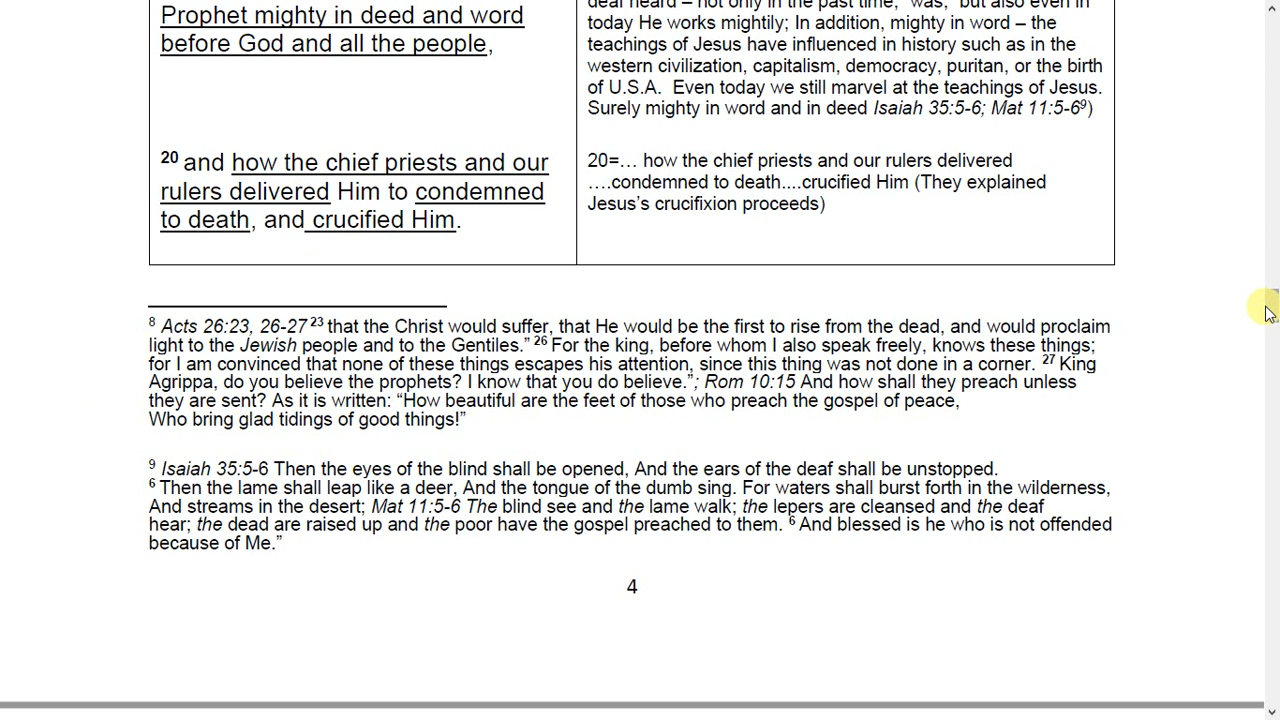 Prophet mighty in deed and word
before God and all the people,
20 and how the chief priests and our
rulers delivered Him to condemned
to death, and crucified Him.
deaf heard – not only in the past time, "was," but also even in
today He works mightily; In addition, mighty in word – the
teachings of Jesus have influenced in history such as in the
western civilization, capitalism, democracy, puritan, or the birth
of U.S.A. Even today we still marvel at the teachings of Jesus.
Surely mighty in word and in deed Isaiah 35:5-6; Mat 11:5-6⁹)
20=… how the chief priests and our rulers delivered
….condemned to death....crucified Him (They explained
Jesus's crucifixion proceeds)
8 Acts 26:23, 26-27 23 that the Christ would suffer, that He would be the first to rise from the dead, and would proclaim
light to the Jewish people and to the Gentiles." 26 For the king, before whom I also speak freely, knows these things;
for I am convinced that none of these things escapes his attention, since this thing was not done in a corner. 27 King
Agrippa, do you believe the prophets? I know that you do believe."; Rom 10:15 And how shall they preach unless
they are sent? As it is written: "How beautiful are the feet of those who preach the gospel of peace,
Who bring glad tidings of good things!"
9 Isaiah 35:5-6 Then the eyes of the blind shall be opened, And the ears of the deaf shall be unstopped.
6 Then the lame shall leap like a deer, And the tongue of the dumb sing. For waters shall burst forth in the wilderness,
And streams in the desert; Mat 11:5-6 The blind see and the lame walk; the lepers are cleansed and the deaf
hear; the dead are raised up and the poor have the gospel preached to them. 6 And blessed is he who is not offended
because of Me."
4